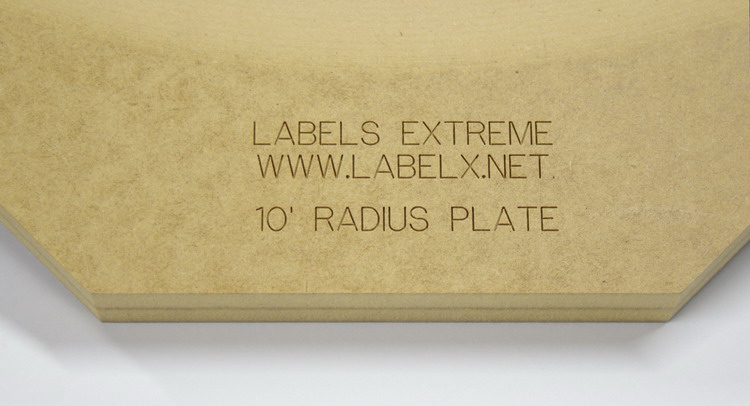 LABELS EXTREME
WWW.LABELX.NET.
10' RADIUS PLATE